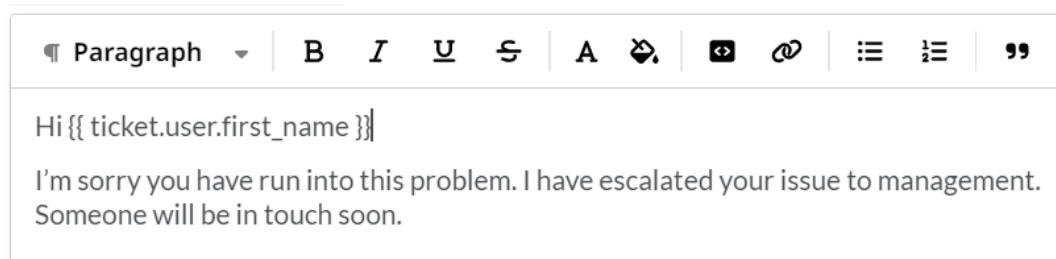 ¶ Paragraph B I U S A 99
Hi {{ ticket.user.first_name }}
I’m sorry you have run into this problem. I have escalated your issue to management.
Someone will be in touch soon.